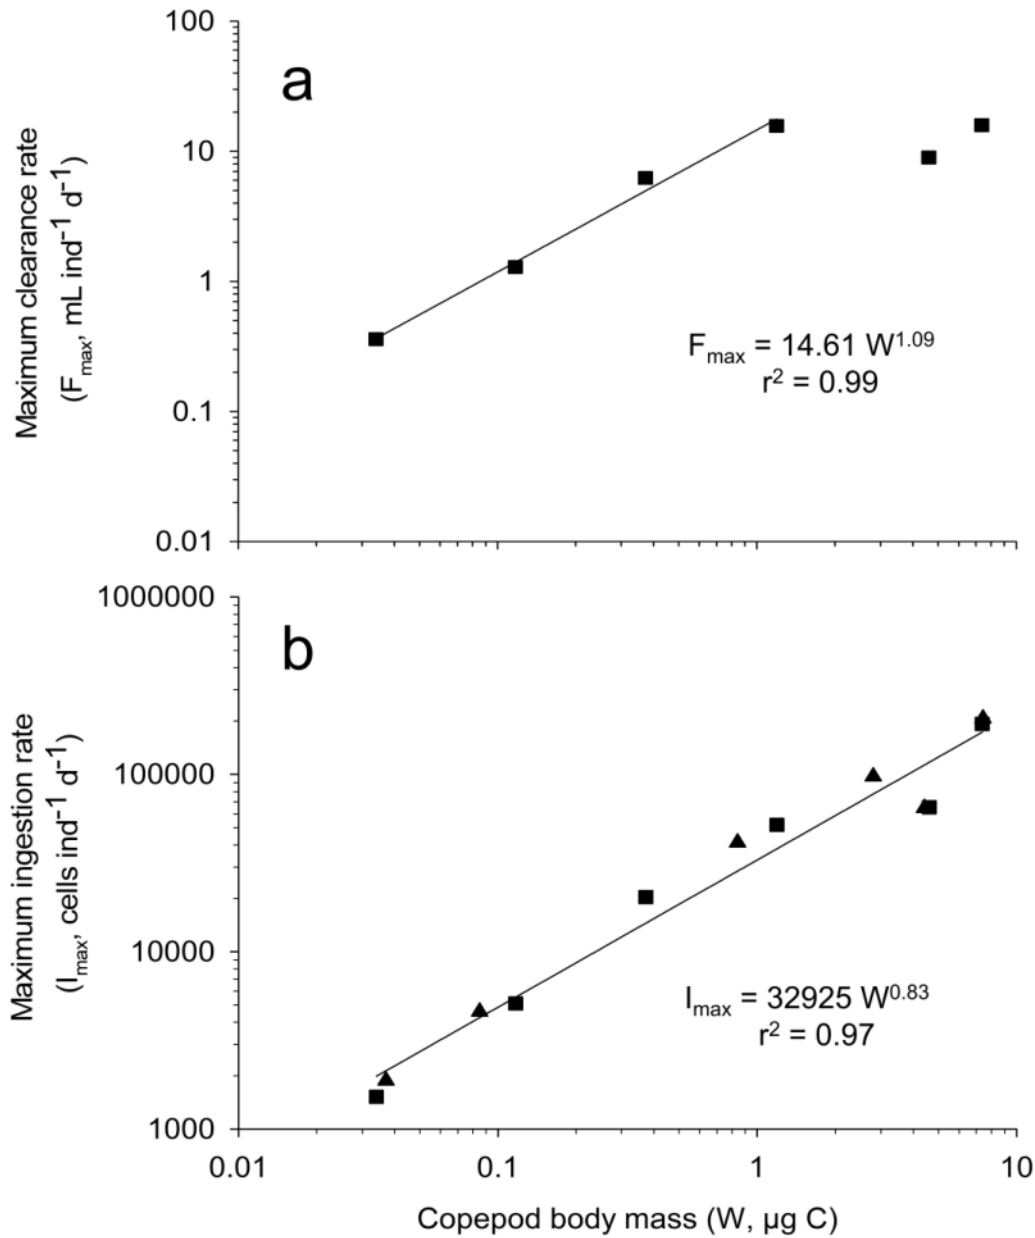 100
a
10
1
0.1
0.01
Maximum clearance rate
(Fmax, mL ind⁻¹ d⁻¹)
Fmax = 14.61 W¹·⁰⁹
r² = 0.99
1000000
b
100000
10000
1000
Maximum ingestion rate
(Imax, cells ind⁻¹ d⁻¹)
Imax = 32925 W⁰·⁸³
r² = 0.97
0.01 0.1 1 10
Copepod body mass (W, µg C)